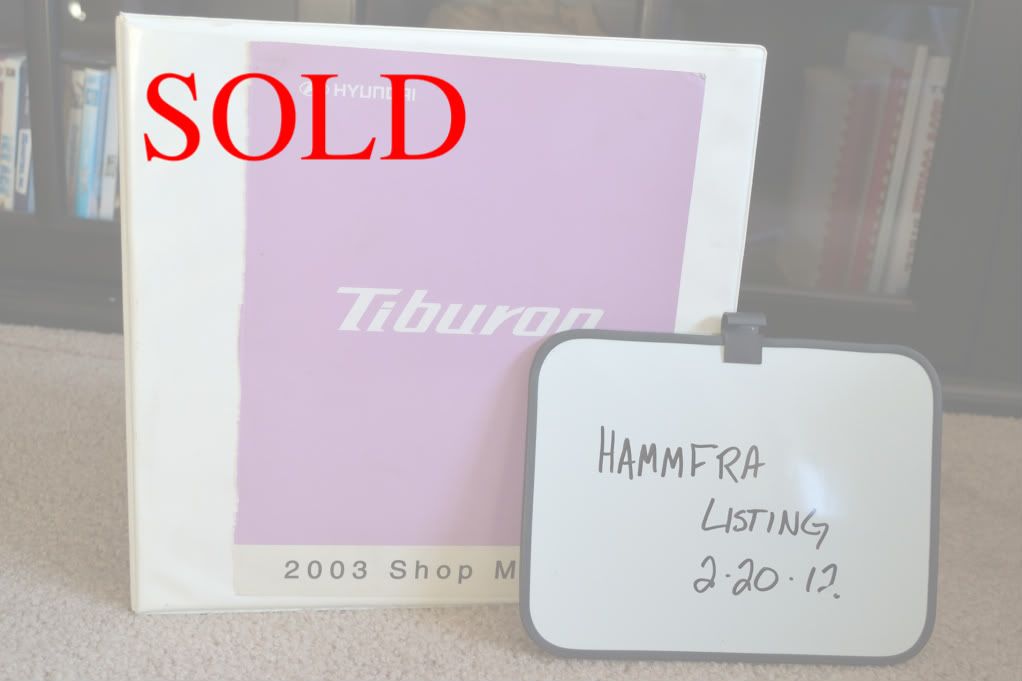 SOLD
HYUNDAI
Tiburon
2003 Shop M
HAMMFRA
LISTING
2.20.12